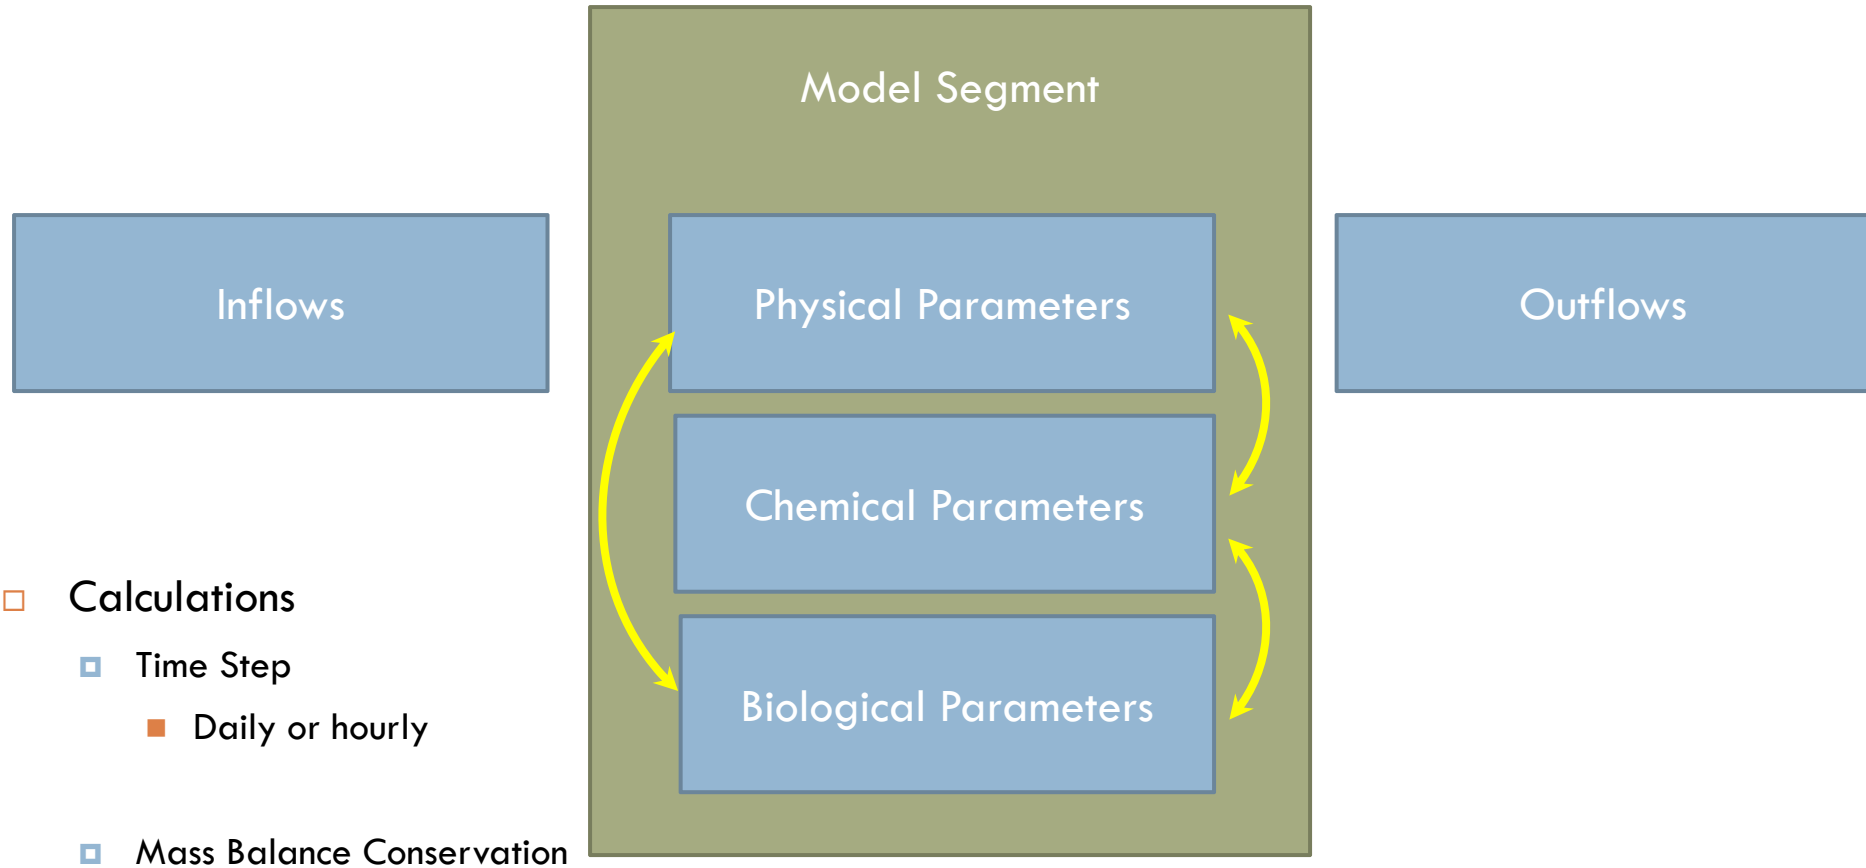 Model Segment
Inflows
Physical Parameters
Outflows
Chemical Parameters
Biological Parameters
Calculations
Time Step
Daily or hourly
Mass Balance Conservation